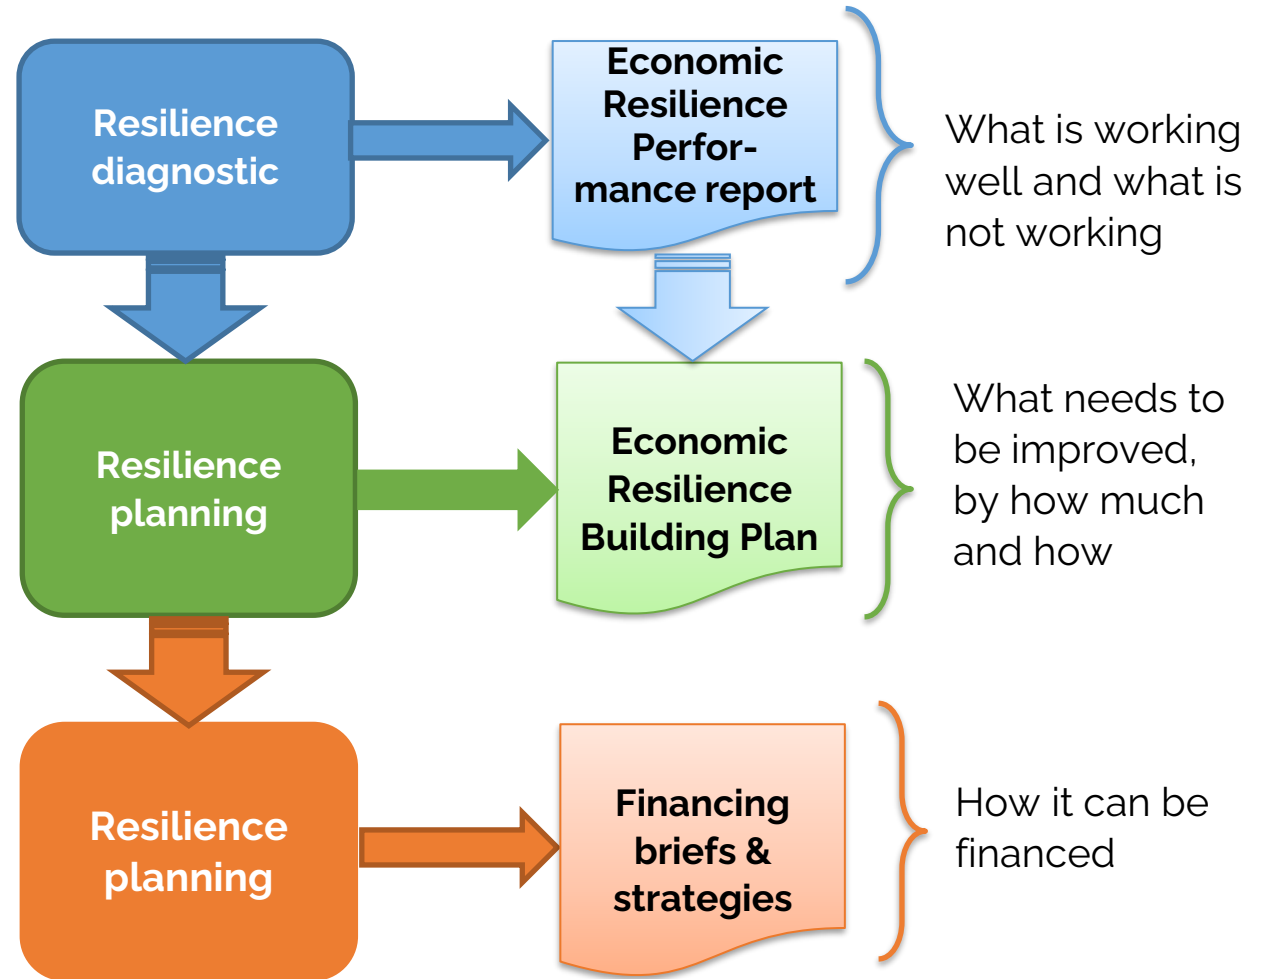 Resilience
diagnostic
Economic
Resilience
Perfor-
mance report
What is working
well and what is
not working
Resilience
planning
Economic
Resilience
Building Plan
What needs to
be improved,
by how much
and how
Resilience
planning
Financing
briefs &
strategies
How it can be
financed